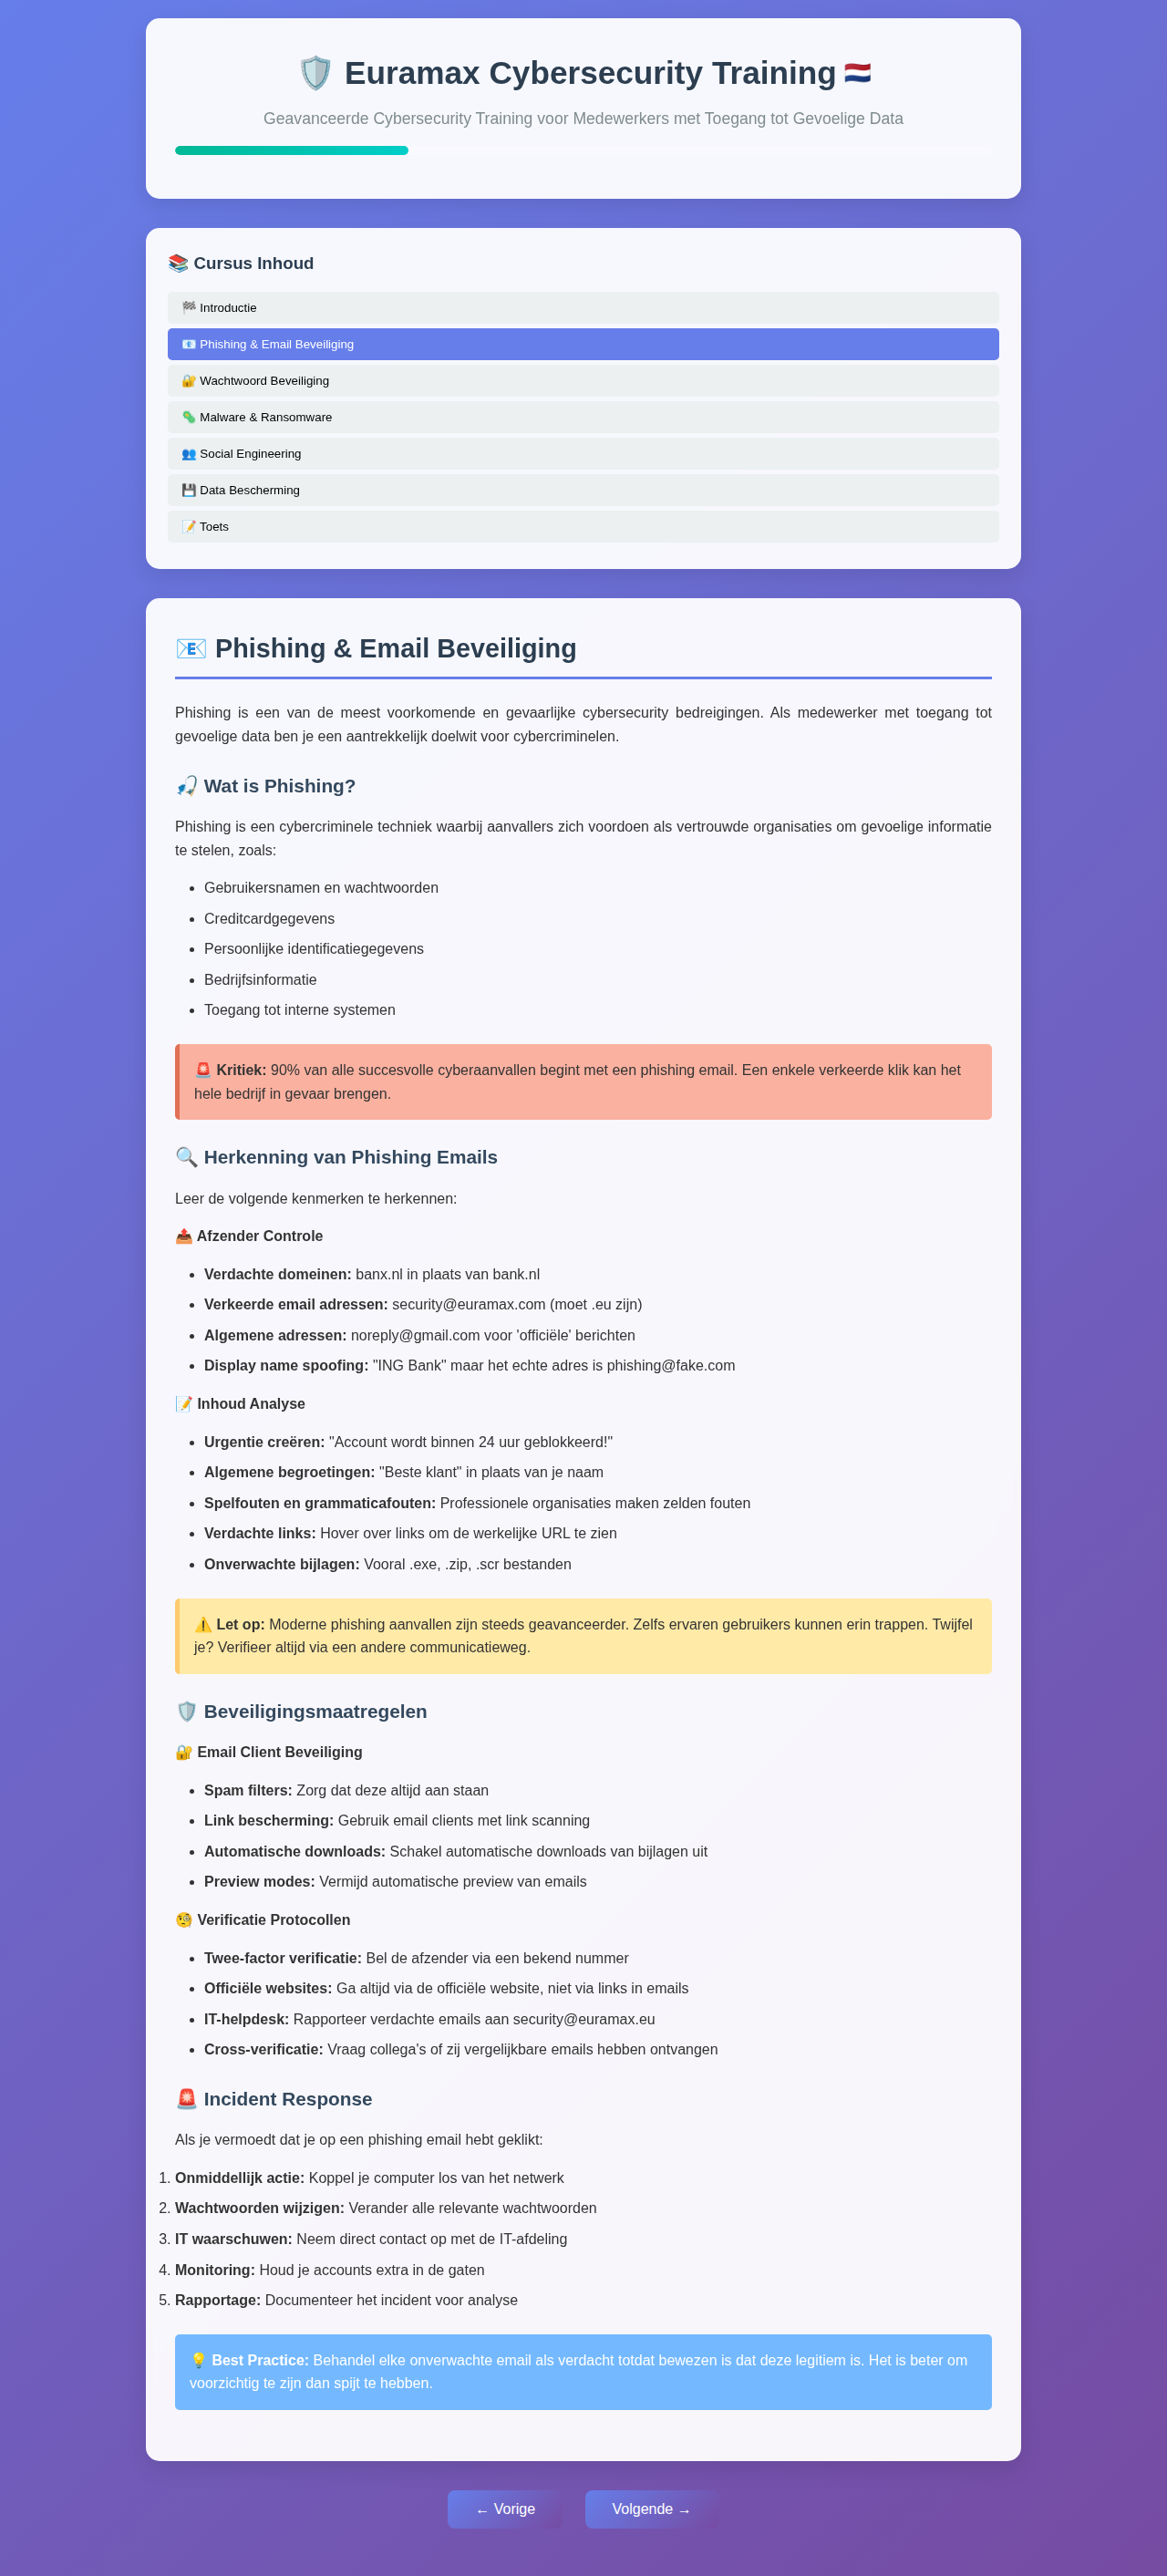 🛡️ Euramax Cybersecurity Training 🇳🇱
Geavanceerde Cybersecurity Training voor Medewerkers met Toegang tot Gevoelige Data
📚 Cursus Inhoud
🏁 Introductie
📧 Phishing & Email Beveiliging
🔐 Wachtwoord Beveiliging
🦠 Malware & Ransomware
👥 Social Engineering
💾 Data Bescherming
📝 Toets
📧 Phishing & Email Beveiliging
Phishing is een van de meest voorkomende en gevaarlijke cybersecurity bedreigingen. Als medewerker met toegang tot
gevoelige data ben je een aantrekkelijk doelwit voor cybercriminelen.
🎣 Wat is Phishing?
Phishing is een cybercriminele techniek waarbij aanvallers zich voordoen als vertrouwde organisaties om gevoelige informatie
te stelen, zoals:
• Gebruikersnamen en wachtwoorden
• Creditcardgegevens
• Persoonlijke identificatiegegevens
• Bedrijfsinformatie
• Toegang tot interne systemen
🚨 Kritiek: 90% van alle succesvolle cyberaanvallen begint met een phishing email. Een enkele verkeerde klik kan het
hele bedrijf in gevaar brengen.
🔍 Herkenning van Phishing Emails
Leer de volgende kenmerken te herkennen:
📤 Afzender Controle
• Verdachte domeinen: banx.nl in plaats van bank.nl
• Verkeerde email adressen: security@euramax.com (moet .eu zijn)
• Algemene adressen: noreply@gmail.com voor 'officiële' berichten
• Display name spoofing: "ING Bank" maar het echte adres is phishing@fake.com
📝 Inhoud Analyse
• Urgentie creëren: "Account wordt binnen 24 uur geblokkeerd!"
• Algemene begroetingen: "Beste klant" in plaats van je naam
• Spelfouten en grammaticafouten: Professionele organisaties maken zelden fouten
• Verdachte links: Hover over links om de werkelijke URL te zien
• Onverwachte bijlagen: Vooral .exe, .zip, .scr bestanden
⚠️ Let op: Moderne phishing aanvallen zijn steeds geavanceerder. Zelfs ervaren gebruikers kunnen erin trappen. Twijfel
je? Verifieer altijd via een andere communicatieweg.
🛡️ Beveiligingsmaatregelen
🔐 Email Client Beveiliging
• Spam filters: Zorg dat deze altijd aan staan
• Link bescherming: Gebruik email clients met link scanning
• Automatische downloads: Schakel automatische downloads van bijlagen uit
• Preview modes: Vermijd automatische preview van emails
🧐 Verificatie Protocollen
• Twee-factor verificatie: Bel de afzender via een bekend nummer
• Officiële websites: Ga altijd via de officiële website, niet via links in emails
• IT-helpdesk: Rapporteer verdachte emails aan security@euramax.eu
• Cross-verificatie: Vraag collega's of zij vergelijkbare emails hebben ontvangen
🚨 Incident Response
Als je vermoedt dat je op een phishing email hebt geklikt:
1. Onmiddellijk actie: Koppel je computer los van het netwerk
2. Wachtwoorden wijzigen: Verander alle relevante wachtwoorden
3. IT waarschuwen: Neem direct contact op met de IT-afdeling
4. Monitoring: Houd je accounts extra in de gaten
5. Rapportage: Documenteer het incident voor analyse
💡 Best Practice: Behandel elke onverwachte email als verdacht totdat bewezen is dat deze legitiem is. Het is beter om
voorzichtig te zijn dan spijt te hebben.
← Vorige
Volgende →